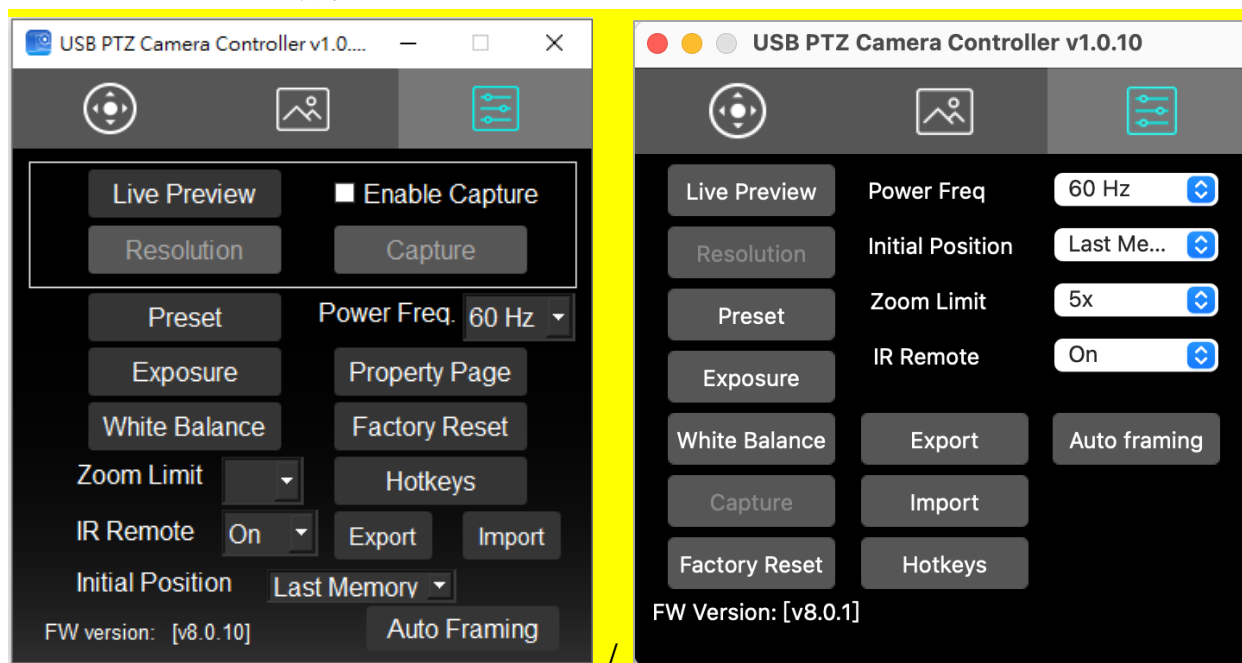 USB PTZ Camera Controller v1.0....
Live Preview Enable Capture
Resolution Capture
Preset Power Freq. 60 Hz
Exposure Property Page
White Balance Factory Reset
Zoom Limit Hotkeys
IR Remote On Export Import
Initial Position Last Memory
FW version: [v8.0.10] Auto Framing
/
USB PTZ Camera Controller v1.0.10
Live Preview Power Freq 60 Hz
Resolution Initial Position Last Me...
Preset Zoom Limit 5x
Exposure IR Remote On
White Balance Export Auto framing
Capture Import
Factory Reset Hotkeys
FW Version: [v8.0.1]